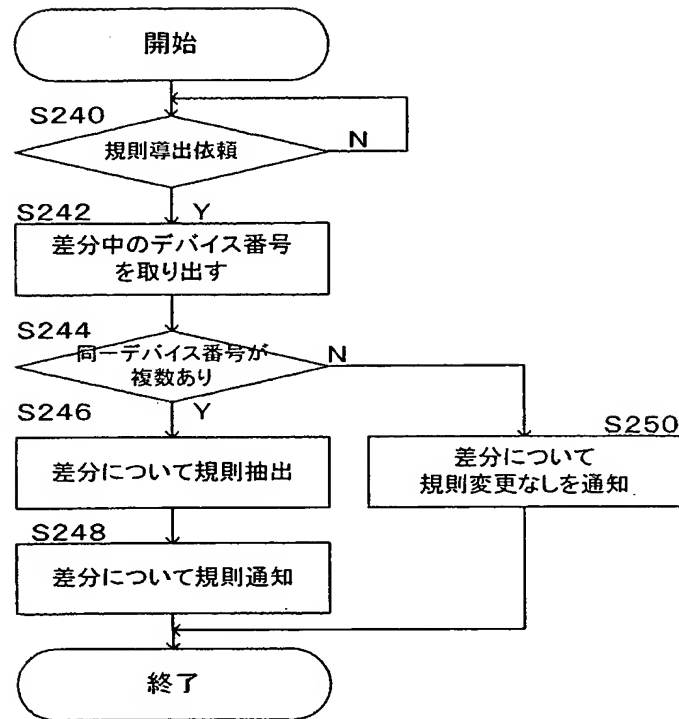 開始
S240
規則導出依頼
N
S242
Y
差分中のデバイス番号
を取り出す
S244
同一デバイス番号が
複数あり
N
S246
Y
S250
差分について規則抽出
差分について
規則変更なしを通知
S248
差分について規則通知
終了